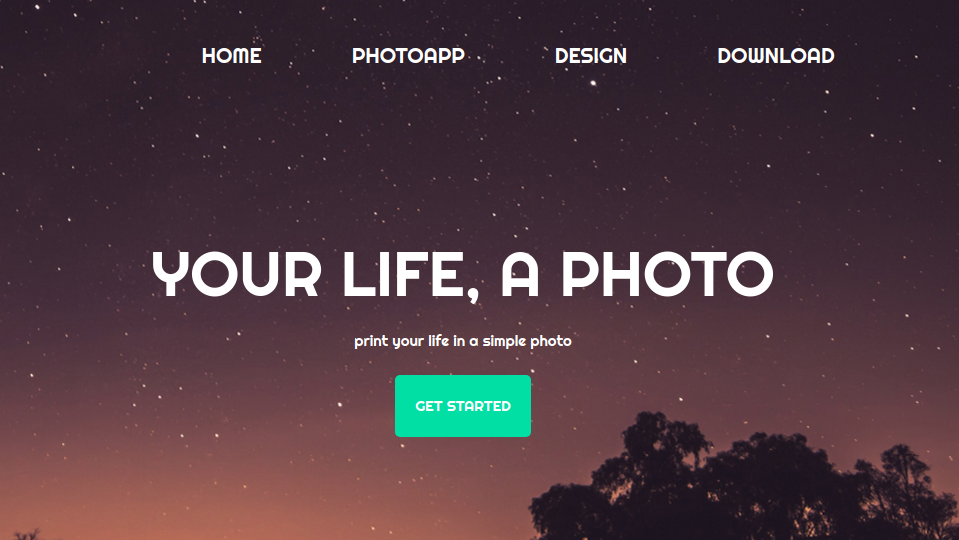 HOME PHOTOAPP DESIGN DOWNLOAD
YOUR LIFE, A PHOTO
print your life in a simple photo
GET STARTED